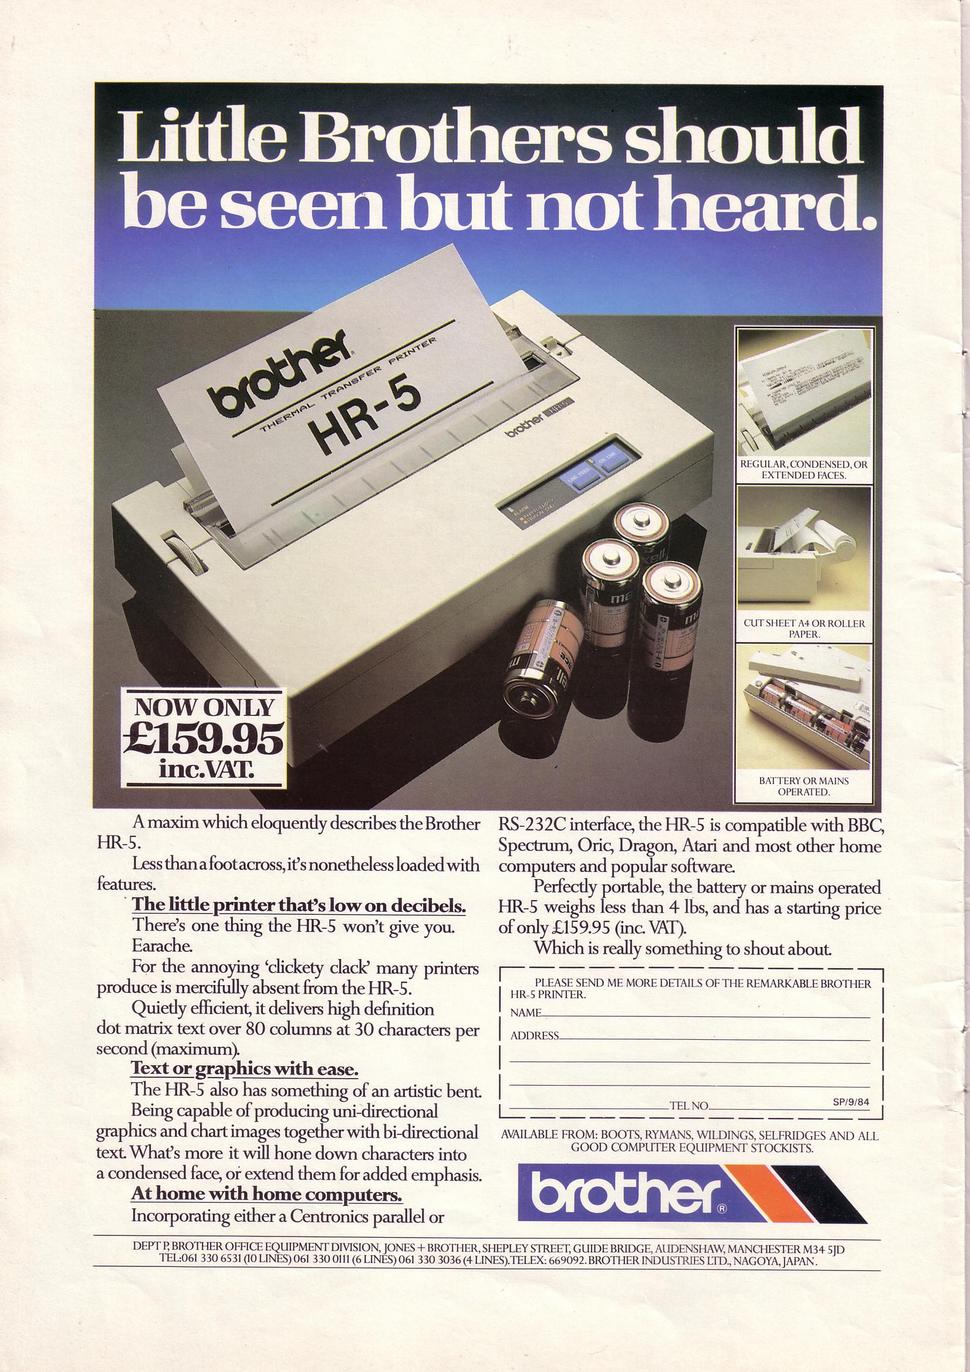 Little Brothers should
be seen but not heard.
brother
THERMAL TRANSFER PRINTER
HR-5
brother HR-5
ALARM
maxell
NOW ONLY
£159.95
inc.VAT.
REGULAR, CONDENSED, OR
EXTENDED FACES.
CUT SHEET A4 OR ROLLER
PAPER.
BATTERY OR MAINS
OPERATED.
A maxim which eloquently describes the Brother
HR-5.
Less than a foot across, it's nonetheless loaded with
features.
The little printer that's low on decibels.
There's one thing the HR-5 won't give you.
Earache.
For the annoying 'clickety clack' many printers
produce is mercifully absent from the HR-5.
Quietly efficient, it delivers high definition
dot matrix text over 80 columns at 30 characters per
second (maximum).
Text or graphics with ease.
The HR-5 also has something of an artistic bent.
Being capable of producing uni-directional
graphics and chart images together with bi-directional
text. What's more it will hone down characters into
a condensed face, or extend them for added emphasis.
At home with home computers.
Incorporating either a Centronics parallel or
RS-232C interface, the HR-5 is compatible with BBC,
Spectrum, Oric, Dragon, Atari and most other home
computers and popular software.
Perfectly portable, the battery or mains operated
HR-5 weighs less than 4 lbs, and has a starting price
of only £159.95 (inc. VAT).
Which is really something to shout about.
PLEASE SEND ME MORE DETAILS OF THE REMARKABLE BROTHER
HR-5 PRINTER.
NAME
ADDRESS
TEL NO. SP/9/84
AVAILABLE FROM: BOOTS, RYMANS, WILDINGS, SELFRIDGES AND ALL
GOOD COMPUTER EQUIPMENT STOCKISTS.
brother®
DEPT P, BROTHER OFFICE EQUIPMENT DIVISION, JONES + BROTHER, SHEPLEY STREET, GUIDE BRIDGE, AUDENSHAW, MANCHESTER M34 5JD
TEL:061 330 6531 (10 LINES) 061 330 0111 (6 LINES) 061 330 3036 (4 LINES). TELEX: 669092. BROTHER INDUSTRIES LTD., NAGOYA, JAPAN.